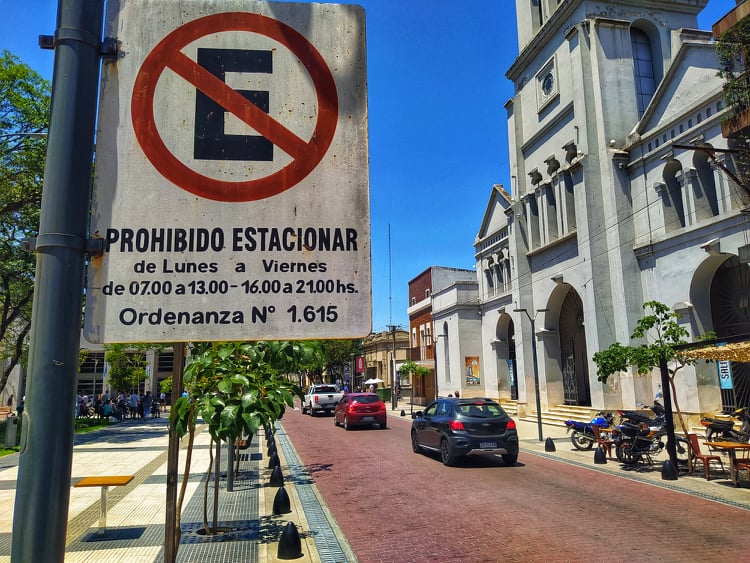 E
PROHIBIDO ESTACIONAR
de Lunes a Viernes
de 07.00 a 13.00 - 16.00 a 21.00 hs.
Ordenanza N° 1.615